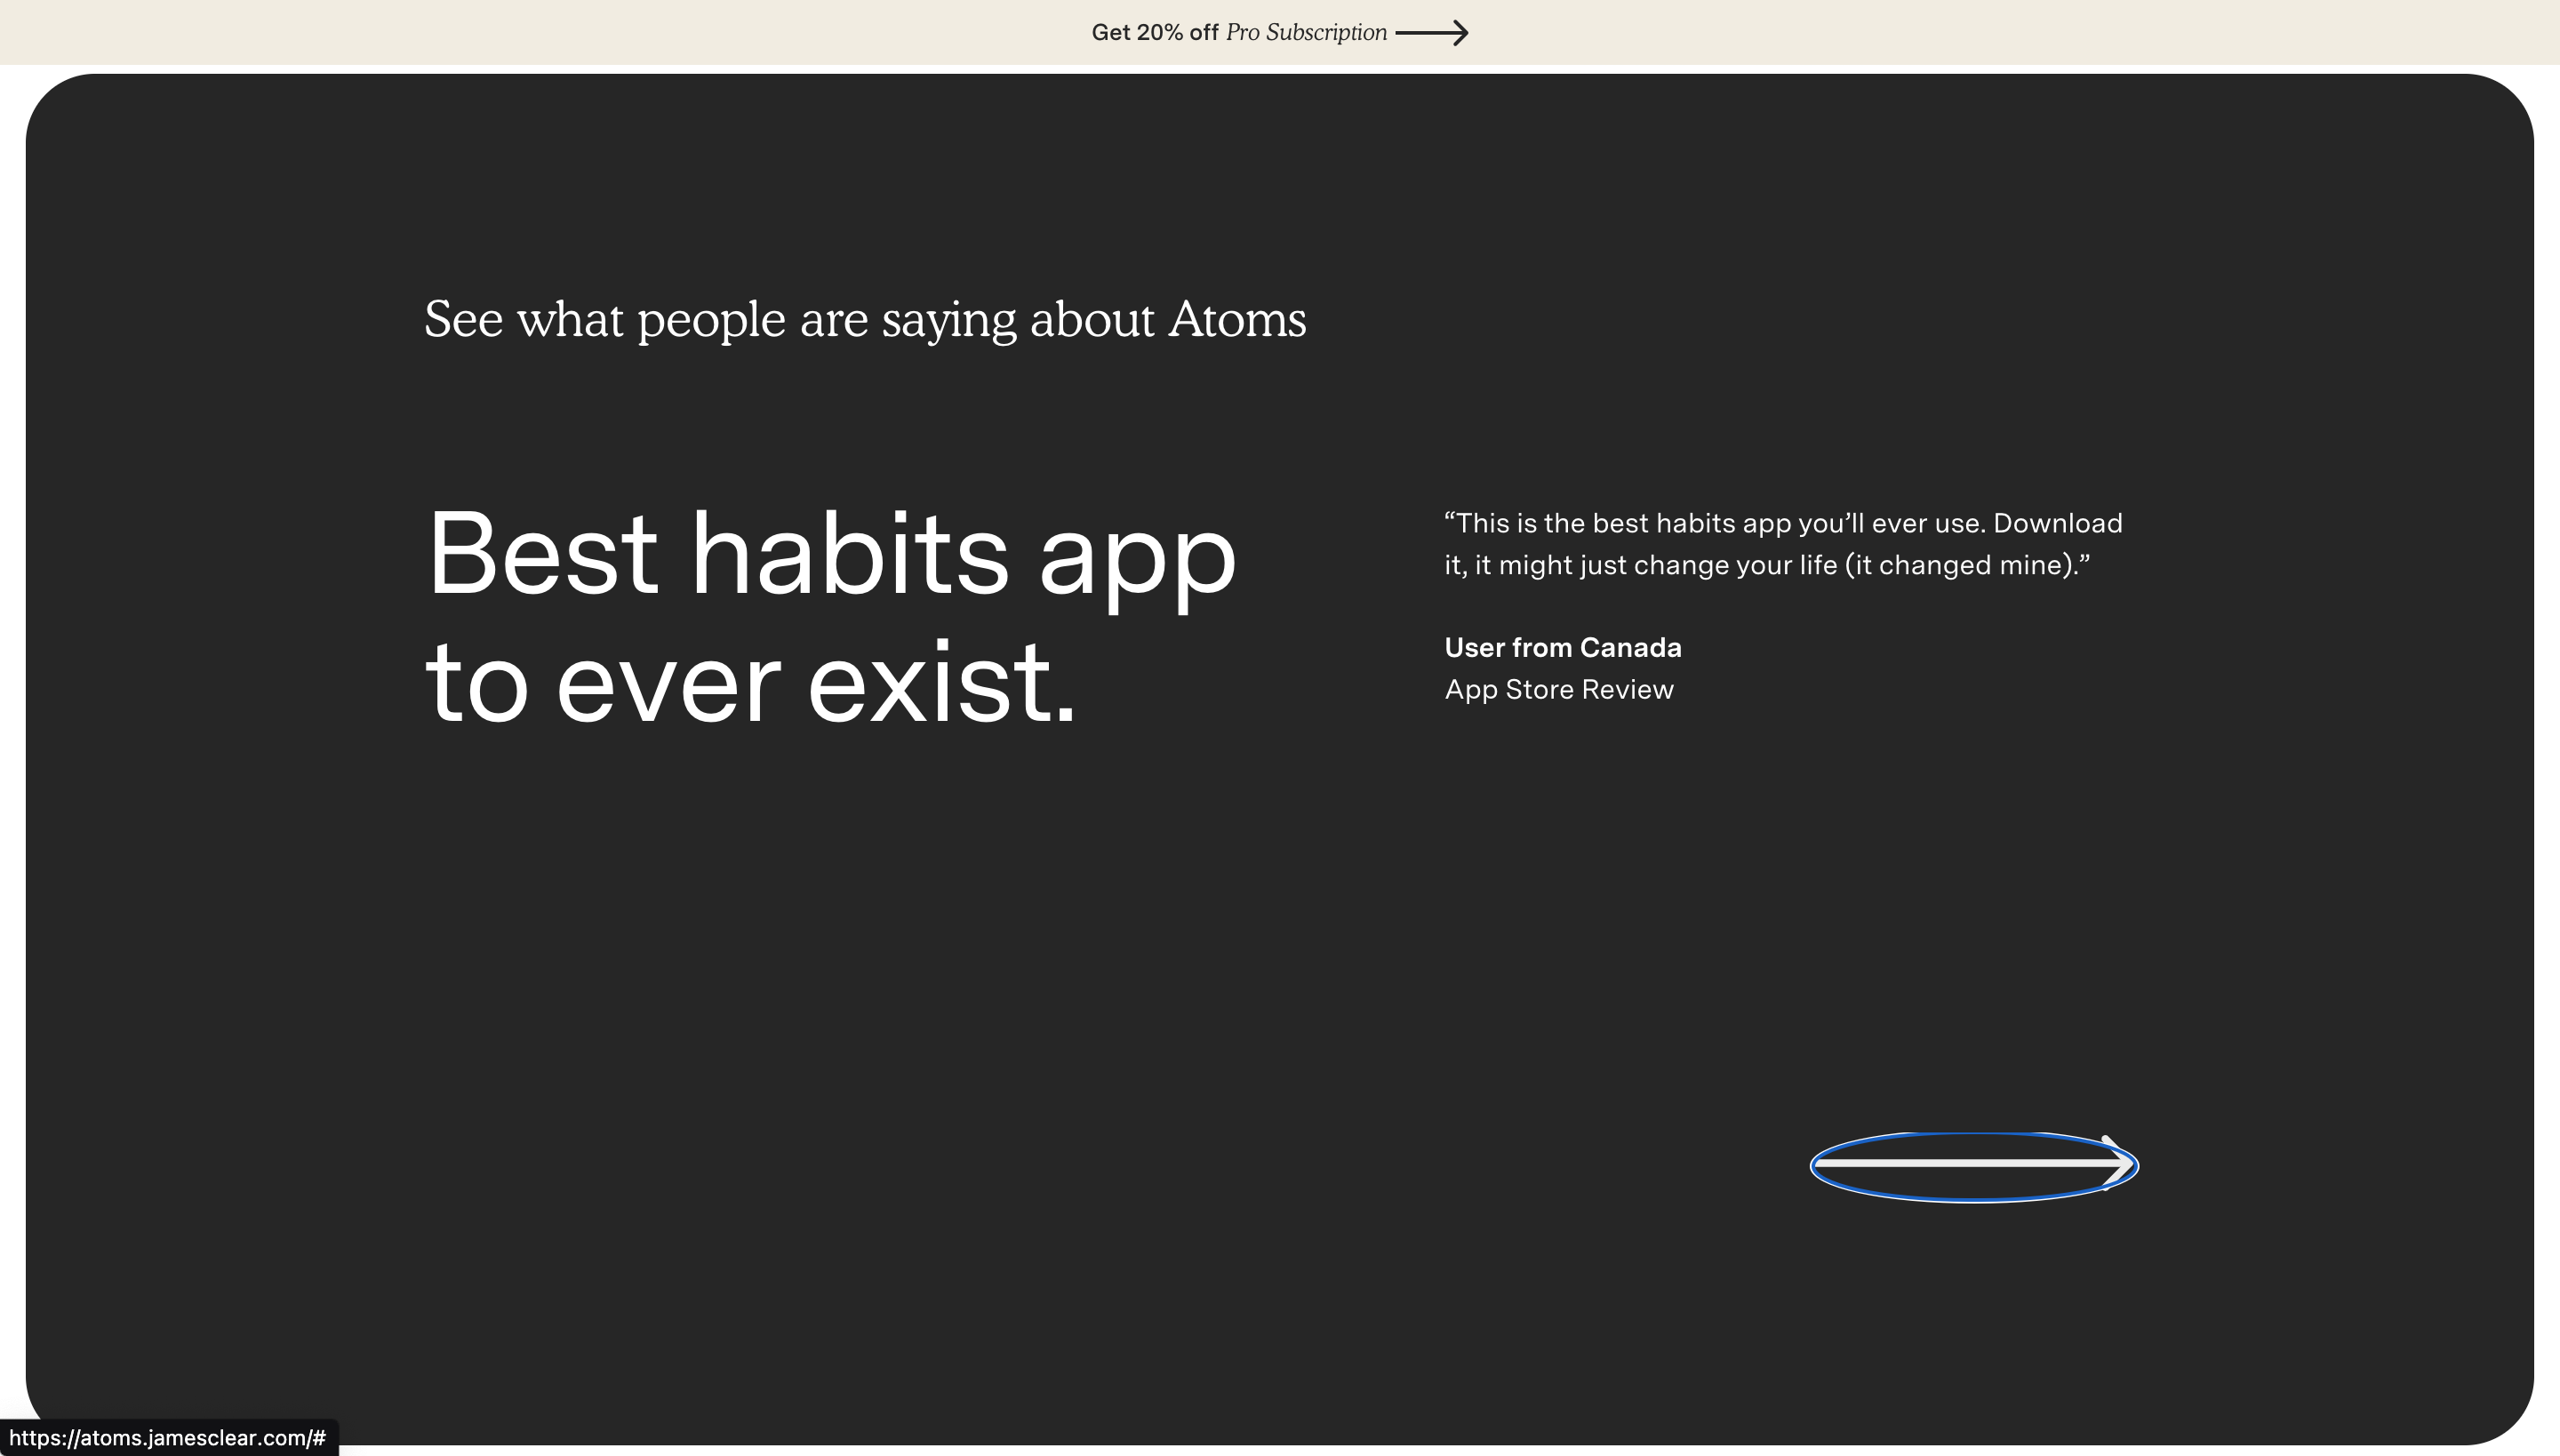 Get 20% off Pro Subscription
See what people are saying about Atoms
Best habits app
to ever exist.
“This is the best habits app you’ll ever use. Download
it, it might just change your life (it changed mine).”
User from Canada
App Store Review
https://atoms.jamesclear.com/#